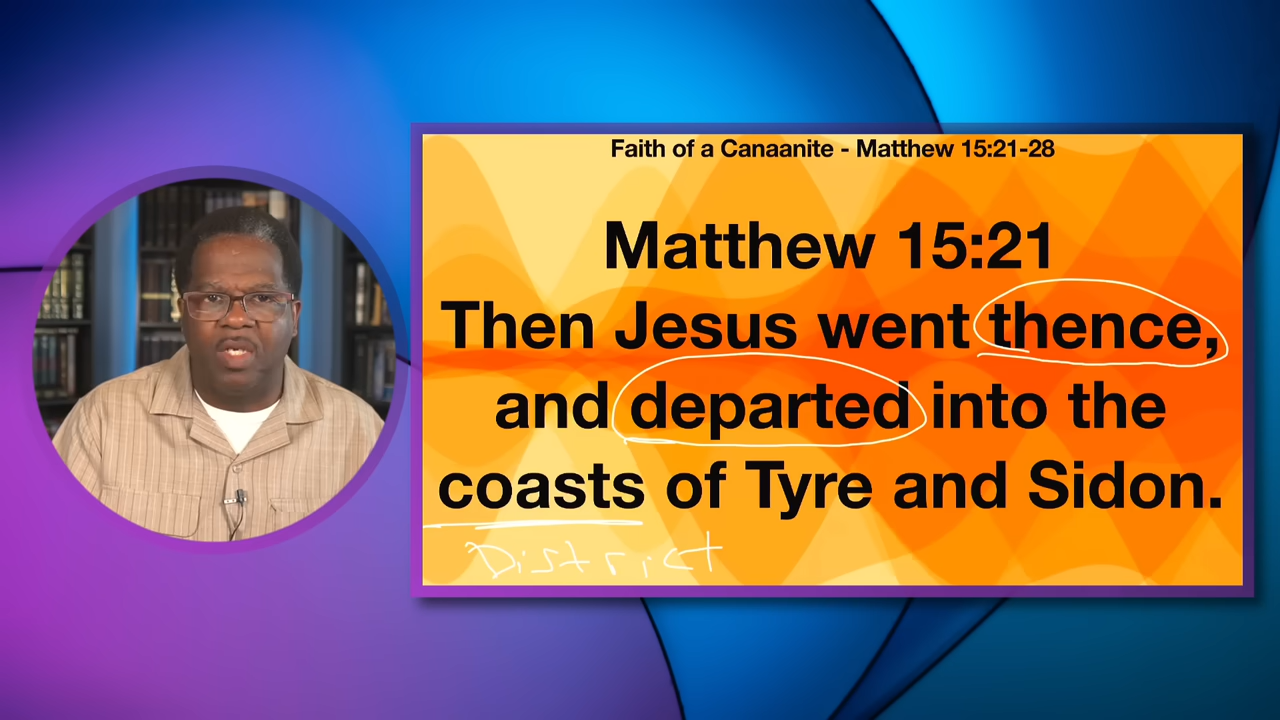 Faith of a Canaanite - Matthew 15:21-28
Matthew 15:21
Then Jesus went thence,
and departed into the
coasts of Tyre and Sidon.
District